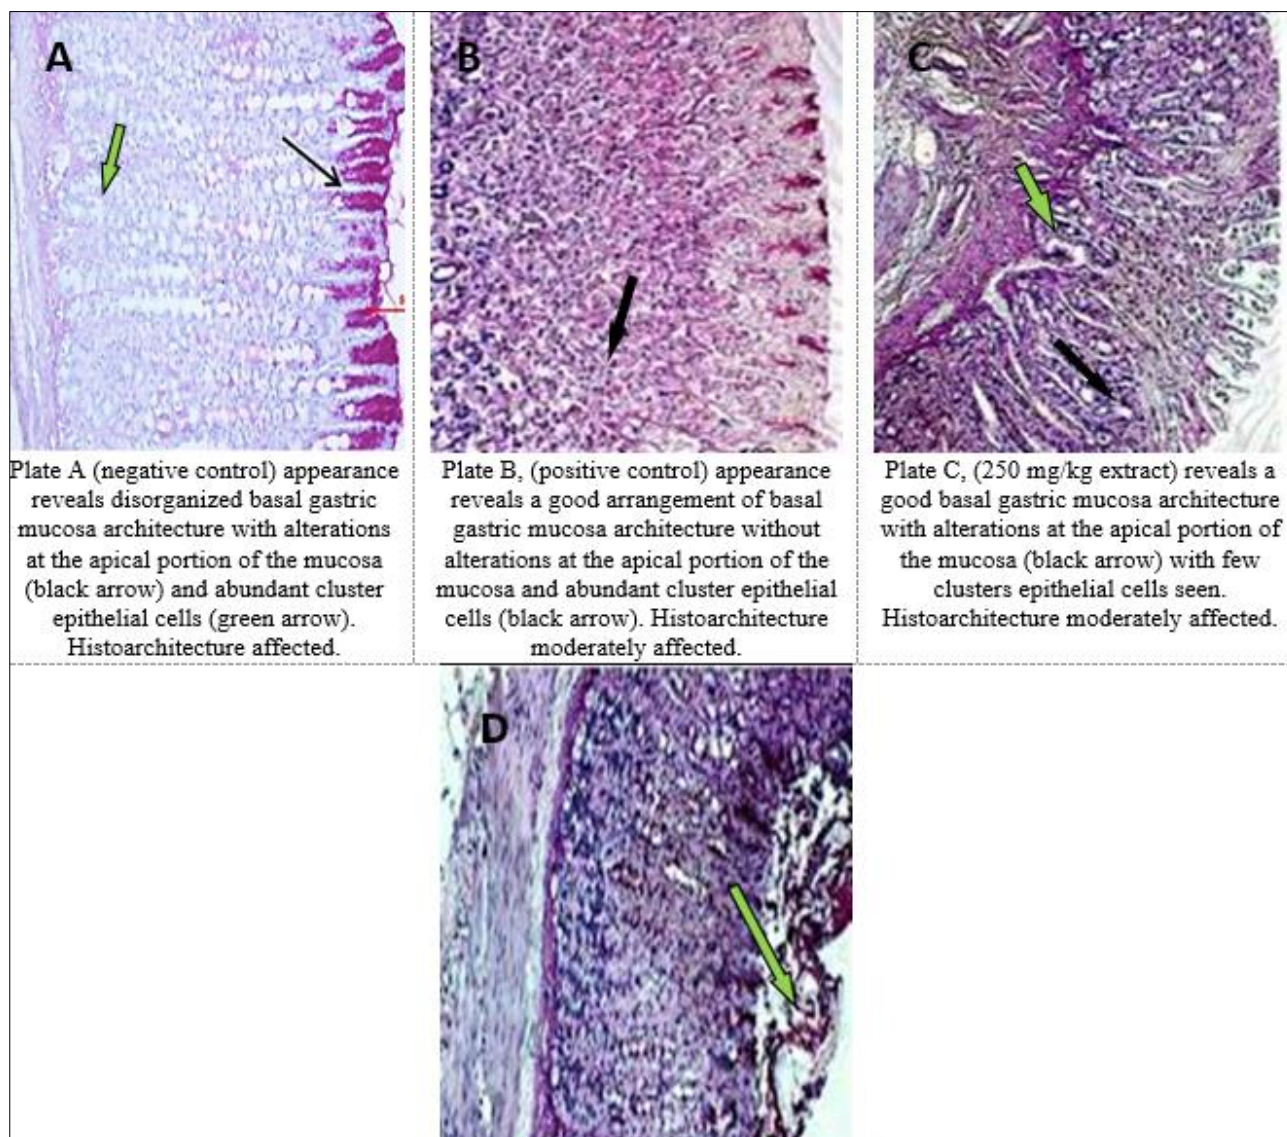 A
B
C
Plate A (negative control) appearance
reveals disorganized basal gastric
mucosa architecture with alterations
at the apical portion of the mucosa
(black arrow) and abundant cluster
epithelial cells (green arrow).
Histoarchitecture affected.
Plate B, (positive control) appearance
reveals a good arrangement of basal
gastric mucosa architecture without
alterations at the apical portion of the
mucosa and abundant cluster epithelial
cells (black arrow). Histoarchitecture
moderately affected.
Plate C, (250 mg/kg extract) reveals a
good basal gastric mucosa architecture
with alterations at the apical portion of
the mucosa (black arrow) with few
clusters epithelial cells seen.
Histoarchitecture moderately affected.
D